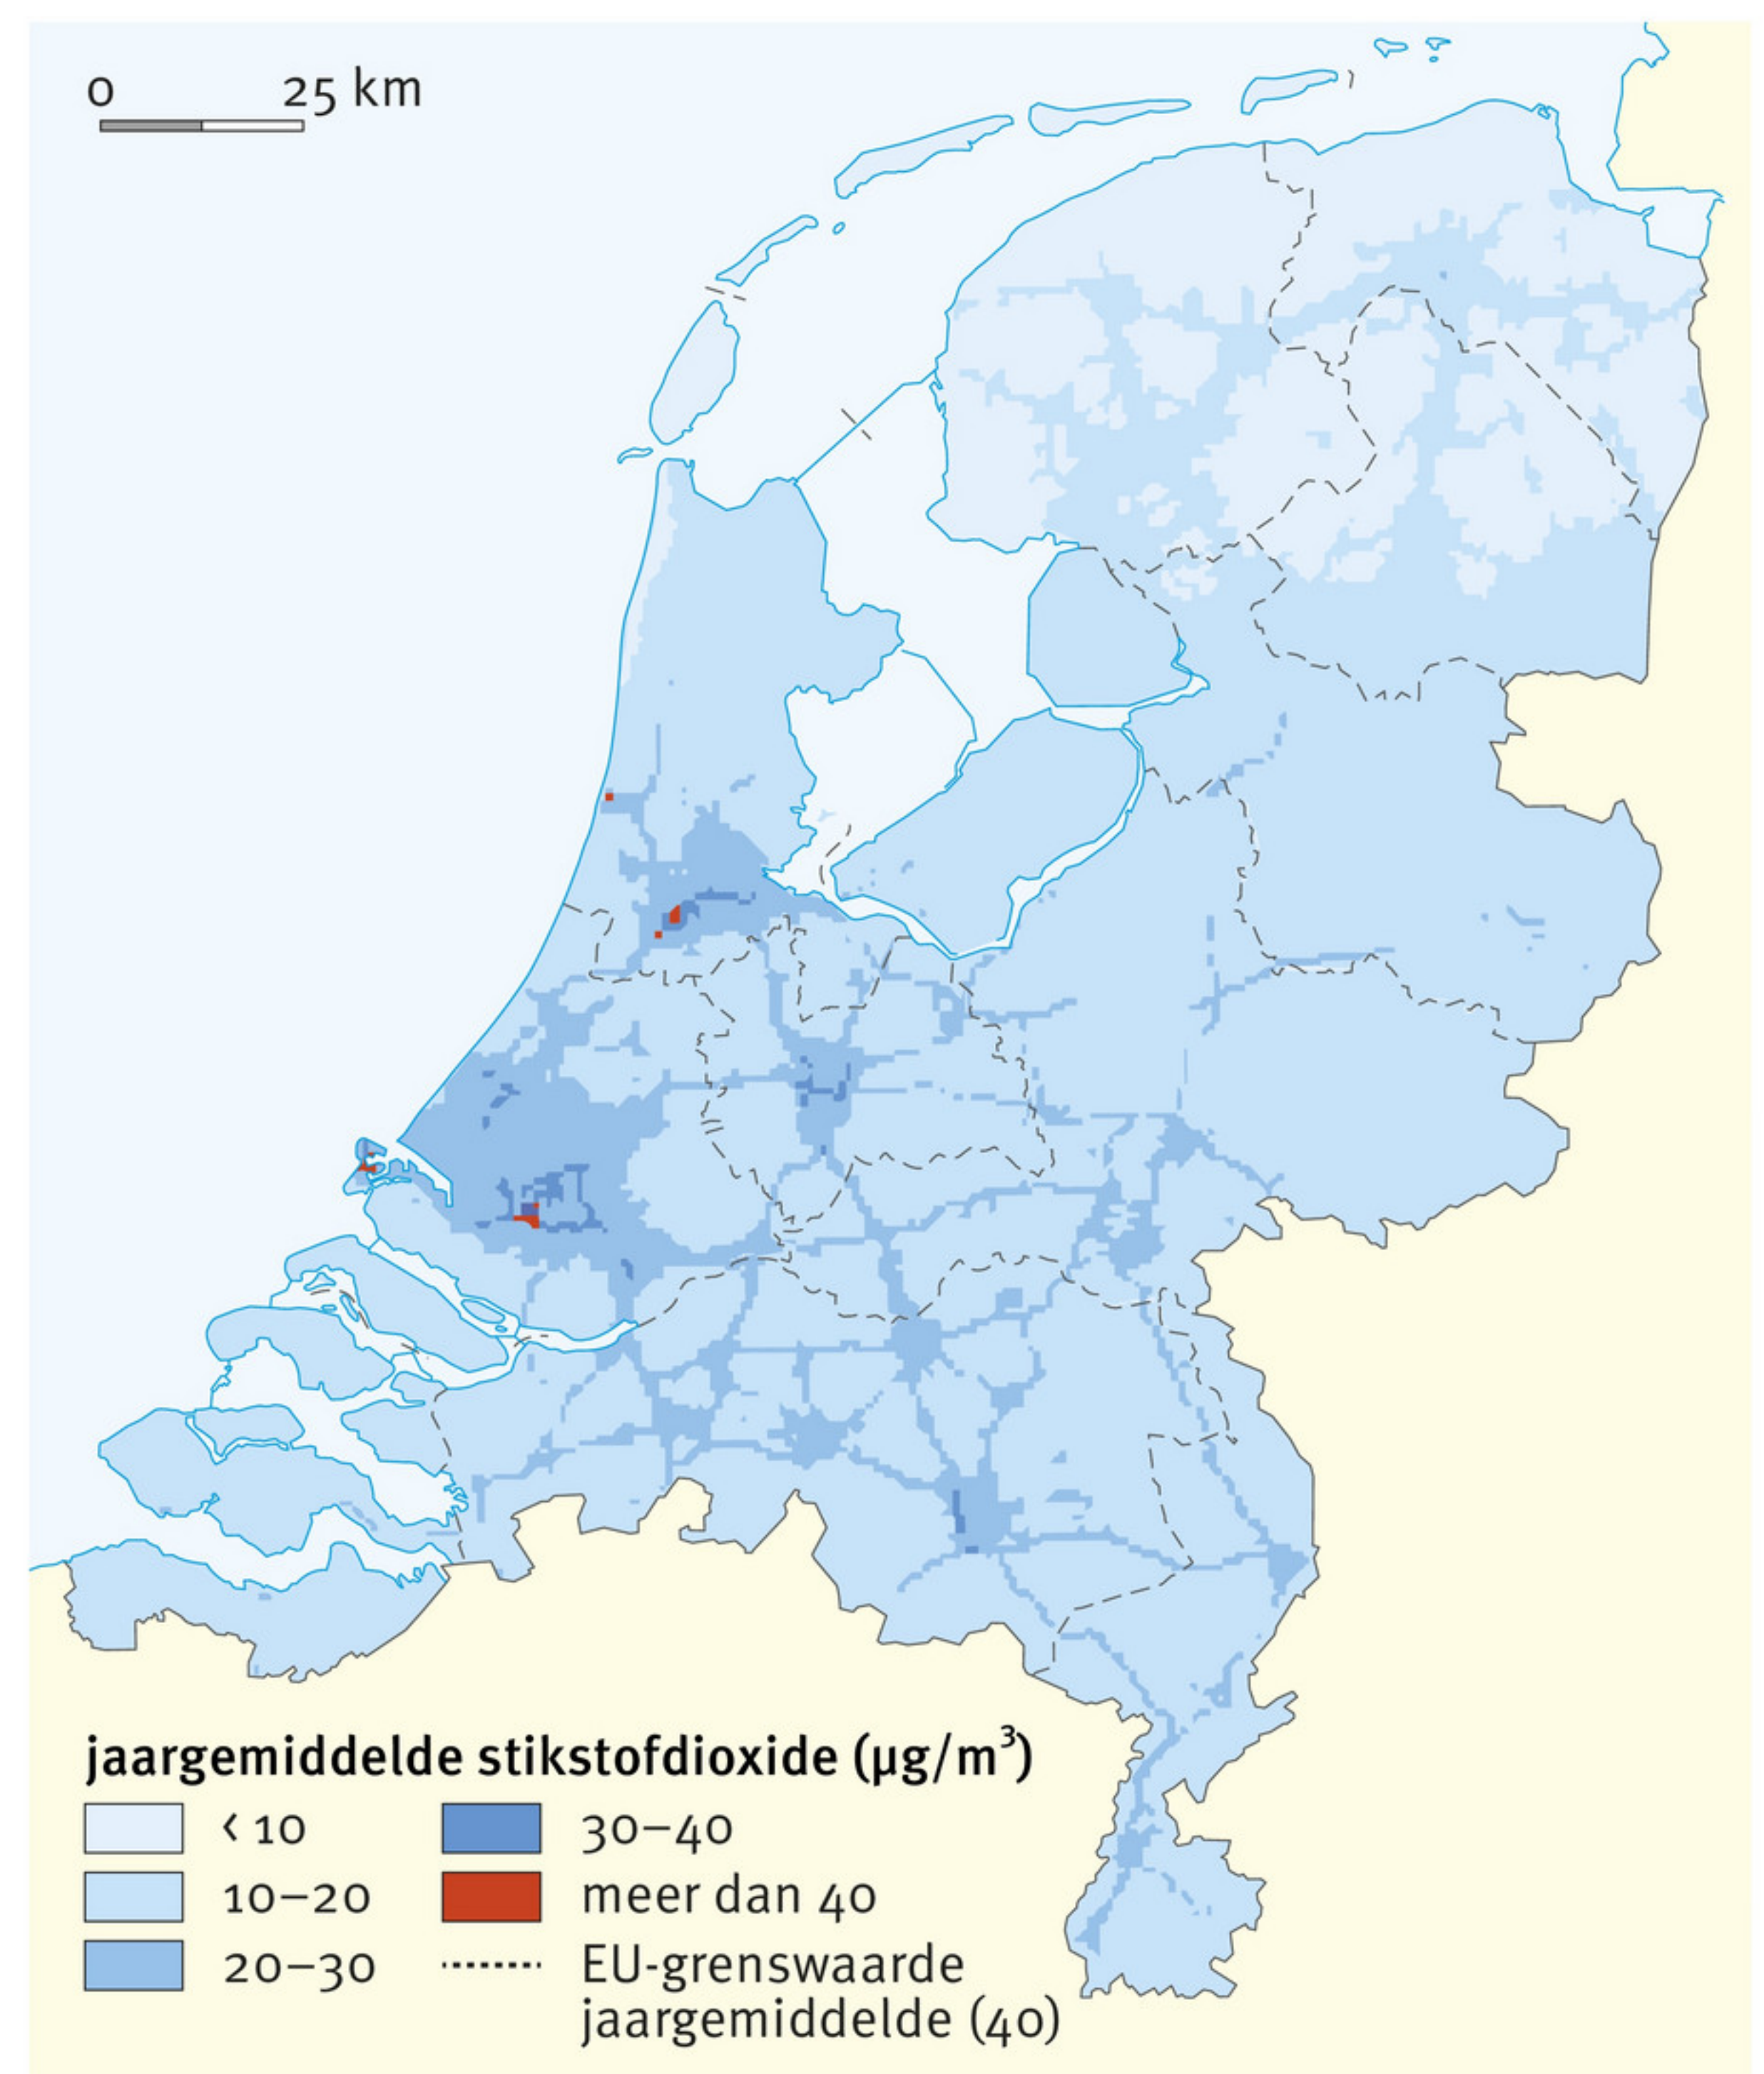 0 25 km
jaargemiddelde stikstofdioxide (µg/m³)
< 10
10–20
20–30
30–40
meer dan 40
EU-grenswaarde
jaargemiddelde (40)